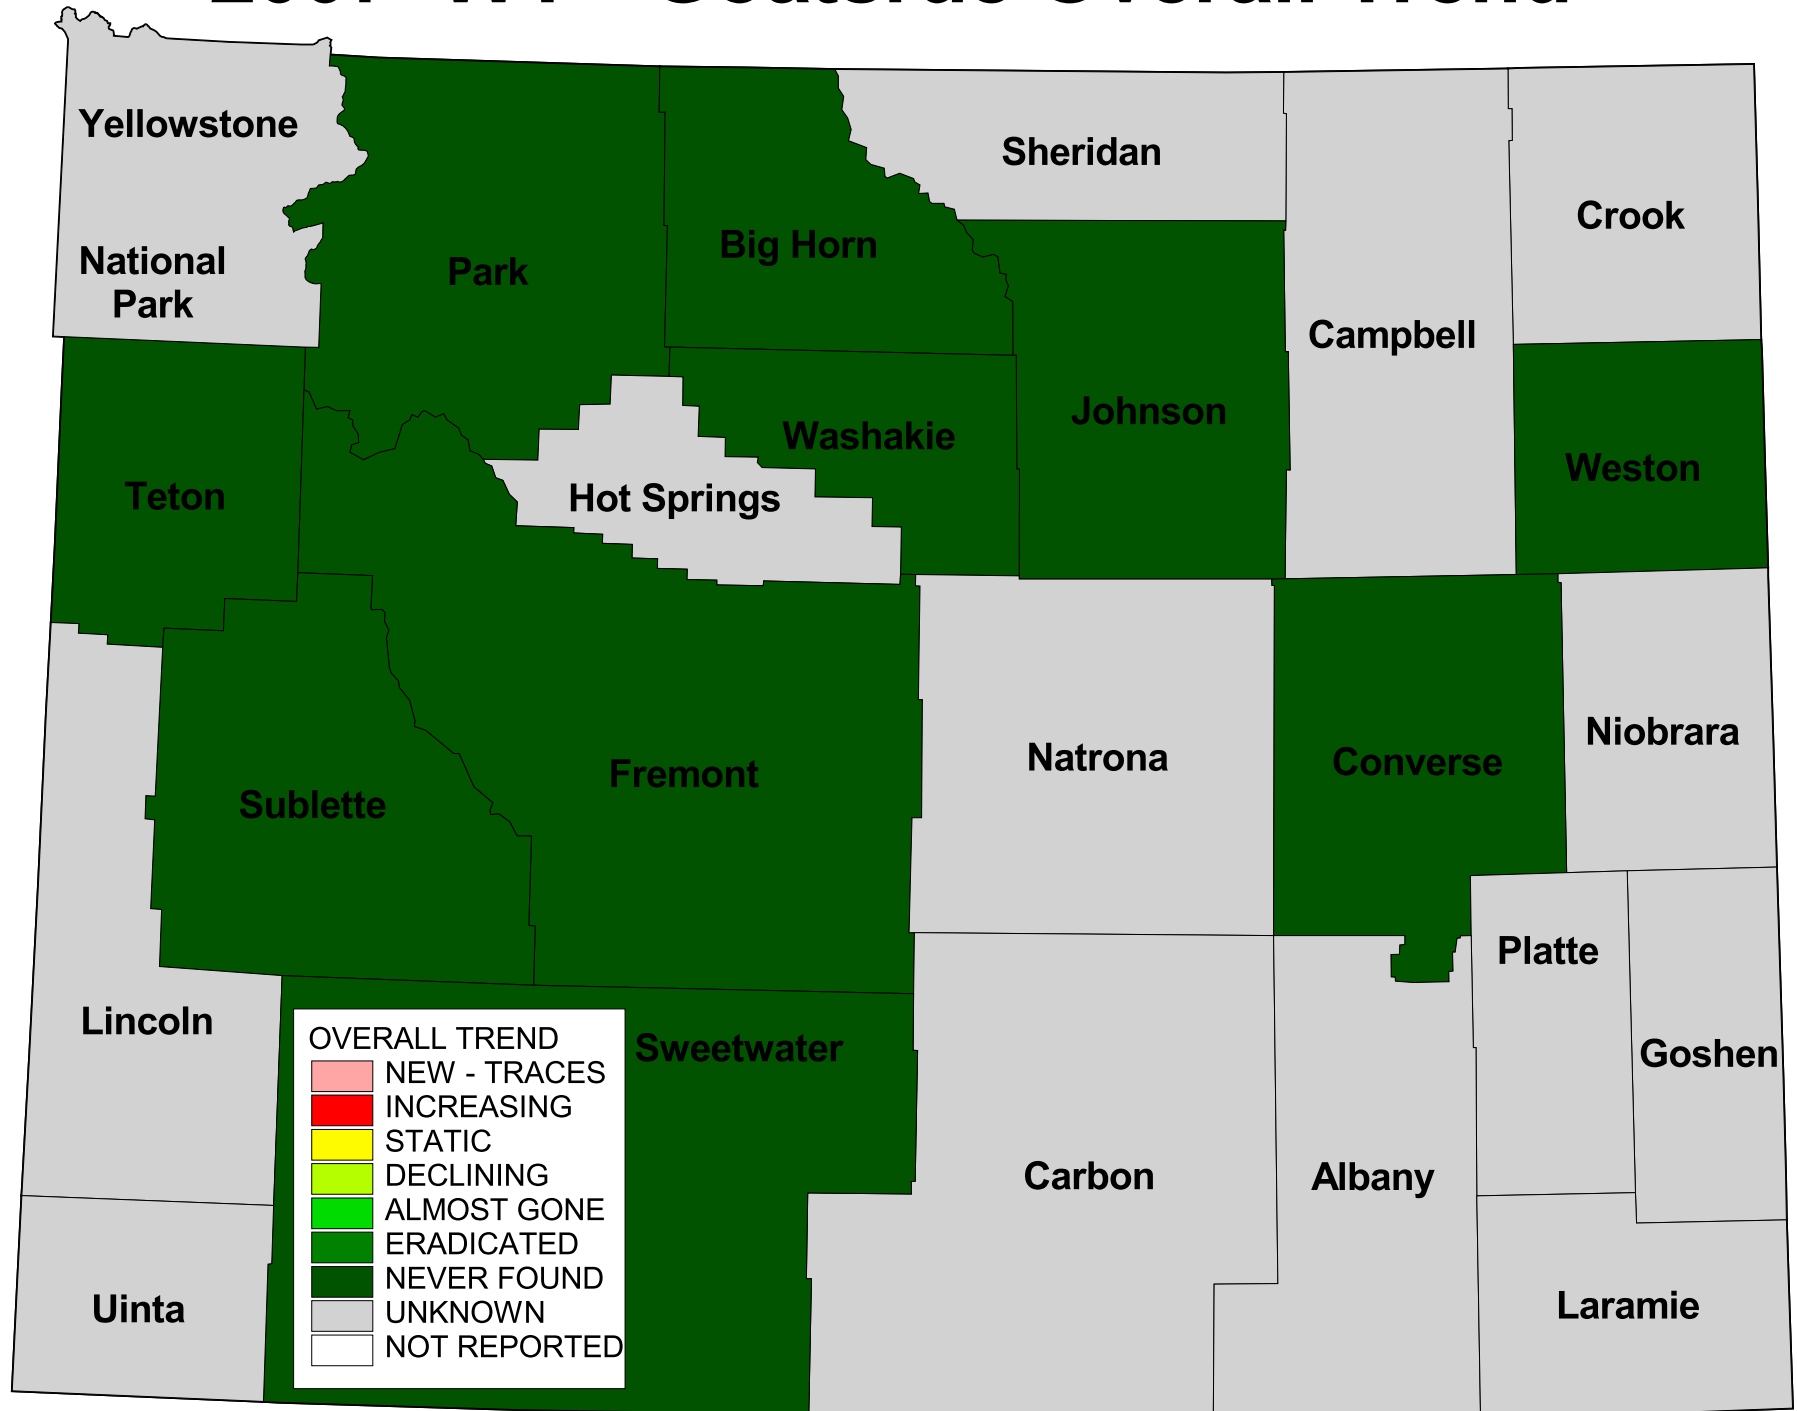 Yellowstone
National
Park
Park
Big Horn
Sheridan
Campbell
Crook
Teton
Hot Springs
Washakie
Johnson
Weston
Sublette
Fremont
Natrona
Converse
Niobrara
Lincoln
Sweetwater
Carbon
Albany
Platte
Goshen
Uinta
Laramie
OVERALL TREND
NEW - TRACES
INCREASING
STATIC
DECLINING
ALMOST GONE
ERADICATED
NEVER FOUND
UNKNOWN
NOT REPORTED